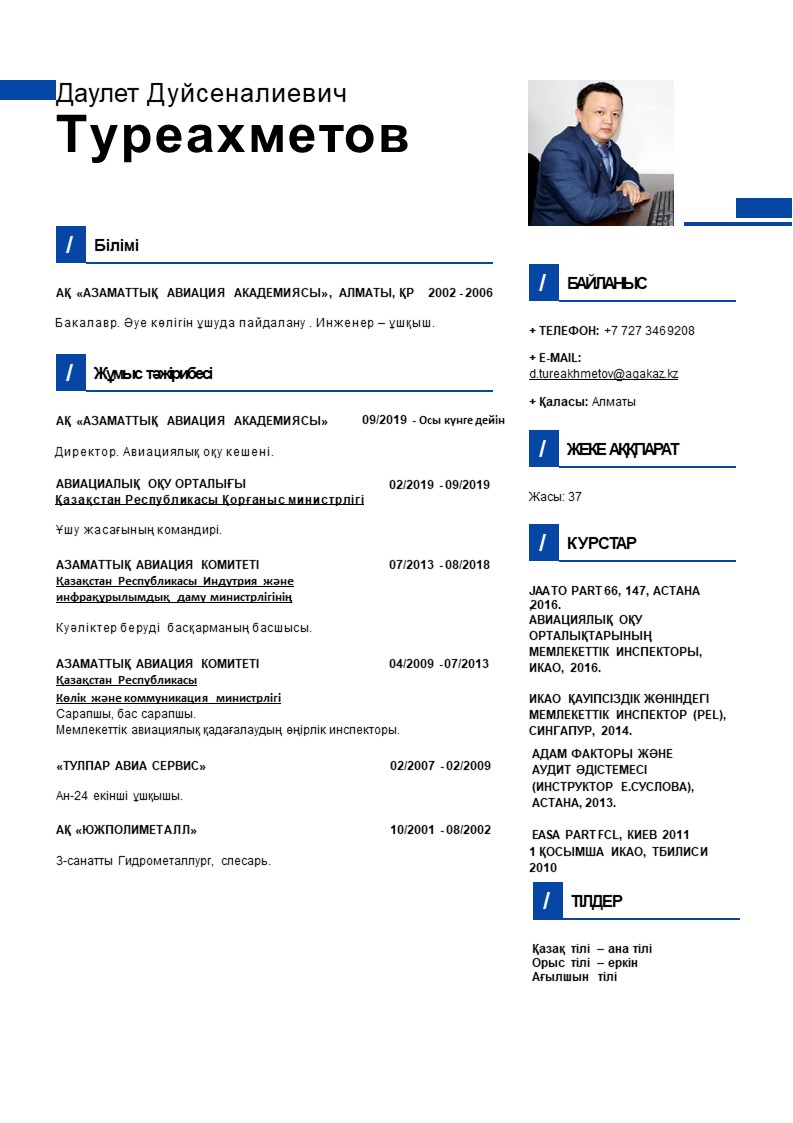 Даулет Дуйсеналиевич
Туреахметов
/ Білімі
АҚ «АЗАМАТТЫҚ АВИАЦИЯ АКАДЕМИЯСЫ», АЛМАТЫ, ҚР 2002 - 2006
Бакалавр. Әуе көлігін ұшуда пайдалану . Инженер – ұшқыш.
/ Жұмыс тәжірибесі
АҚ «АЗАМАТТЫҚ АВИАЦИЯ АКАДЕМИЯСЫ» 09/2019 - Осы күнге дейін
Директор. Авиациялық оқу кешені.
АВИАЦИАЛЫҚ ОҚУ ОРТАЛЫҒЫ 02/2019 - 09/2019
Қазақстан Республикасы Қорғаныс министрлігі
Ұшу жасағының командирі.
АЗАМАТТЫҚ АВИАЦИЯ КОМИТЕТІ 07/2013 - 08/2018
Қазақстан Республикасы Индутрия және
инфрақұрылымдық даму министрлігінің
Куәліктер беруді басқарманың басшысы.
АЗАМАТТЫҚ АВИАЦИЯ КОМИТЕТІ 04/2009 - 07/2013
Қазақстан Республикасы
Көлік және коммуникация министрлігі
Сарапшы, бас сарапшы.
Мемлекеттік авиациялық қадағалаудың өңірлік инспекторы.
«ТУЛПАР АВИА СЕРВИС» 02/2007 - 02/2009
Ан-24 екінші ұшқышы.
АҚ «ЮЖПОЛИМЕТАЛЛ» 10/2001 - 08/2002
3-санатты Гидрометаллург, слесарь.
/ БАЙЛАНЫС
+ ТЕЛЕФОН: +7 727 3469208
+ E-MAIL:
d.tureakhmetov@agakaz.kz
+ Қаласы: Алматы
/ ЖЕКЕ АҚҚПАРАТ
Жасы: 37
/ КУРСТАР
JAATO PART 66, 147, АСТАНА
,2016.
АВИАЦИЯЛЫҚ ОҚУ
ОРТАЛЫҚТАРЫНЫҢ
МЕМЛЕКЕТТІК ИНСПЕКТОРЫ,
ИКАО, 2016.
ИКАО ҚАУІПСІЗДІК ЖӨНІНДЕГІ
МЕМЛЕКЕТТІК ИНСПЕКТОР (PEL),
СИНГАПУР, 2014.
АДАМ ФАКТОРЫ ЖӘНЕ
АУДИТ ӘДІСТЕМЕСІ
(ИНСТРУКТОР Е.СУСЛОВА),
АСТАНА, 2013.
EASA PART FCL, КИЕВ 2011
1 ҚОСЫМША ИКАО, ТБИЛИСИ
2010
/ ТІЛДЕР
Қазақ тілі – ана тілі
Орыс тілі – еркін
Ағылшын тілі